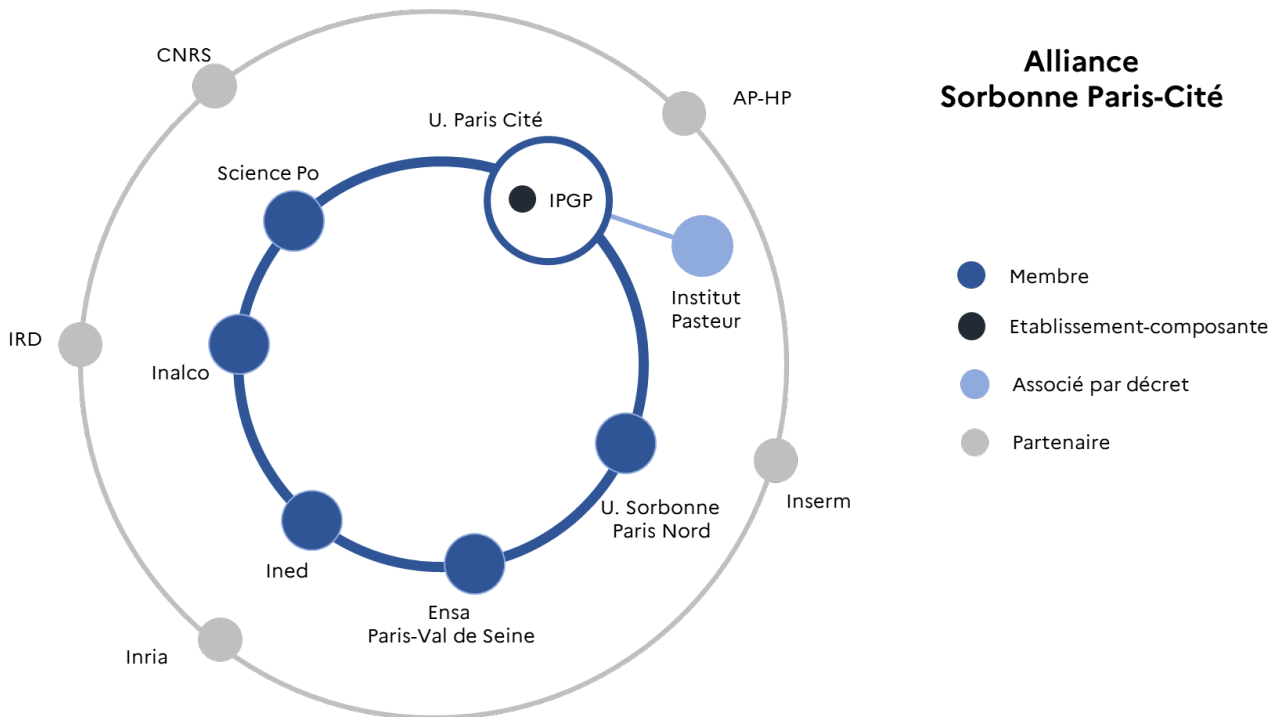 Alliance
Sorbonne Paris-Cité
CNRS
AP-HP
U. Paris Cité
Science Po
IPGP
Institut
Pasteur
IRD
Inalco
U. Sorbonne
Paris Nord
Inserm
Ined
Ensa
Paris-Val de Seine
Inria
Membre
Etablissement-composante
Associé par décret
Partenaire